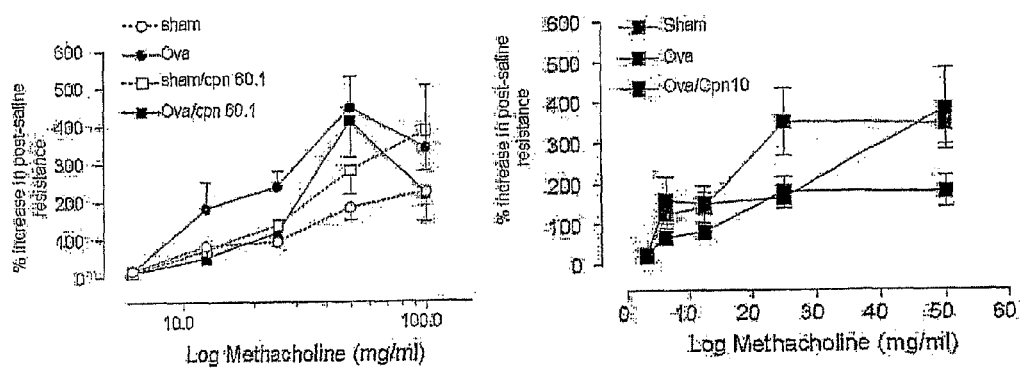 sham
Ova
sham/cpn 60.1
Ova/cpn 60.1
% increase in post-saline
resistance
600
500
400
300
200
100
0
10.0
100.0
Log Methacholine (mg/ml)
Sham
Ova
Ova/Cpn10
% increase in post-saline
resistance
600
500
400
300
200
100
0
0
10
20
30
40
50
60
Log Methacholine (mg/ml)